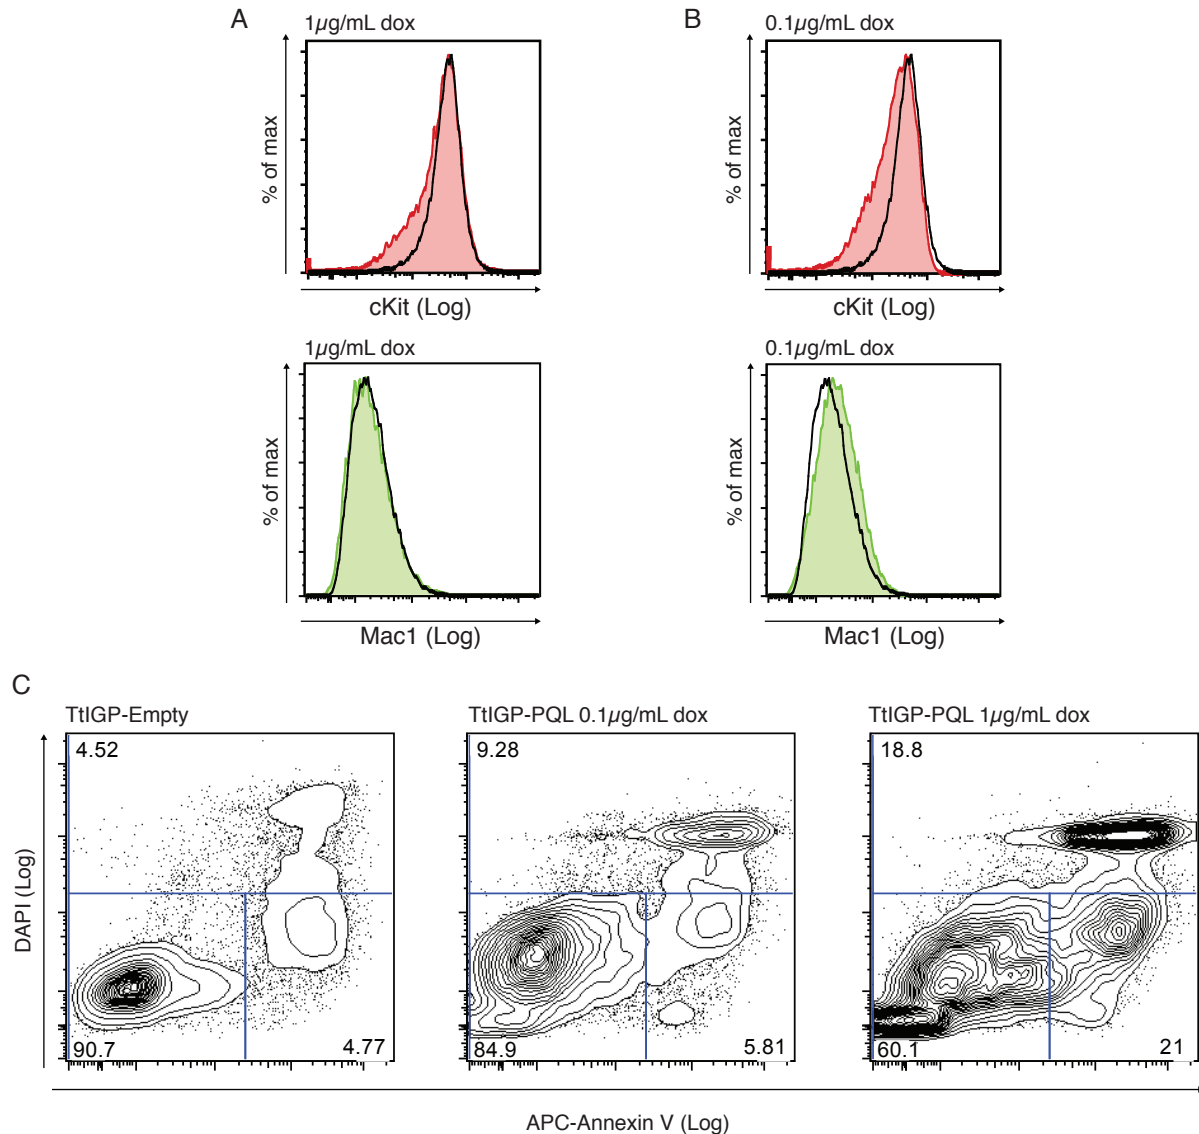 A
1µg/mL dox
% of max
cKit (Log)
B
0.1µg/mL dox
% of max
cKit (Log)
1µg/mL dox
% of max
Mac1 (Log)
0.1µg/mL dox
% of max
Mac1 (Log)
C
TtIGP-Empty
TtIGP-PQL 0.1µg/mL dox
TtIGP-PQL 1µg/mL dox
DAPI (Log)
4.52
90.7
4.77
9.28
84.9
5.81
18.8
60.1
21
APC-Annexin V (Log)